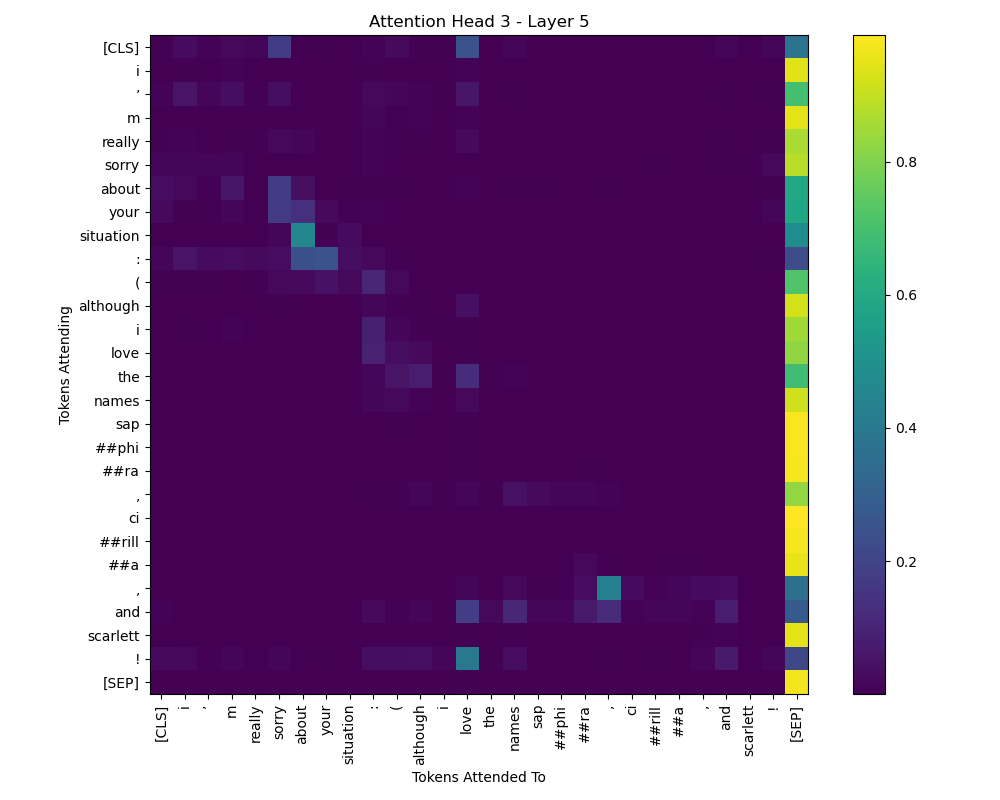 Attention Head 3 - Layer 5
Tokens Attending
[CLS]
i
’
m
really
sorry
about
your
situation
:
(
although
i
love
the
names
sap
##phi
##ra
,
ci
##rill
##a
,
and
scarlett
!
[SEP]
0.8
0.6
0.4
0.2
[CLS] i ’ m really sorry about your situation : ( although i love the names sap ##phi ##ra , ci ##rill ##a , and scarlett ! [SEP]
Tokens Attended To